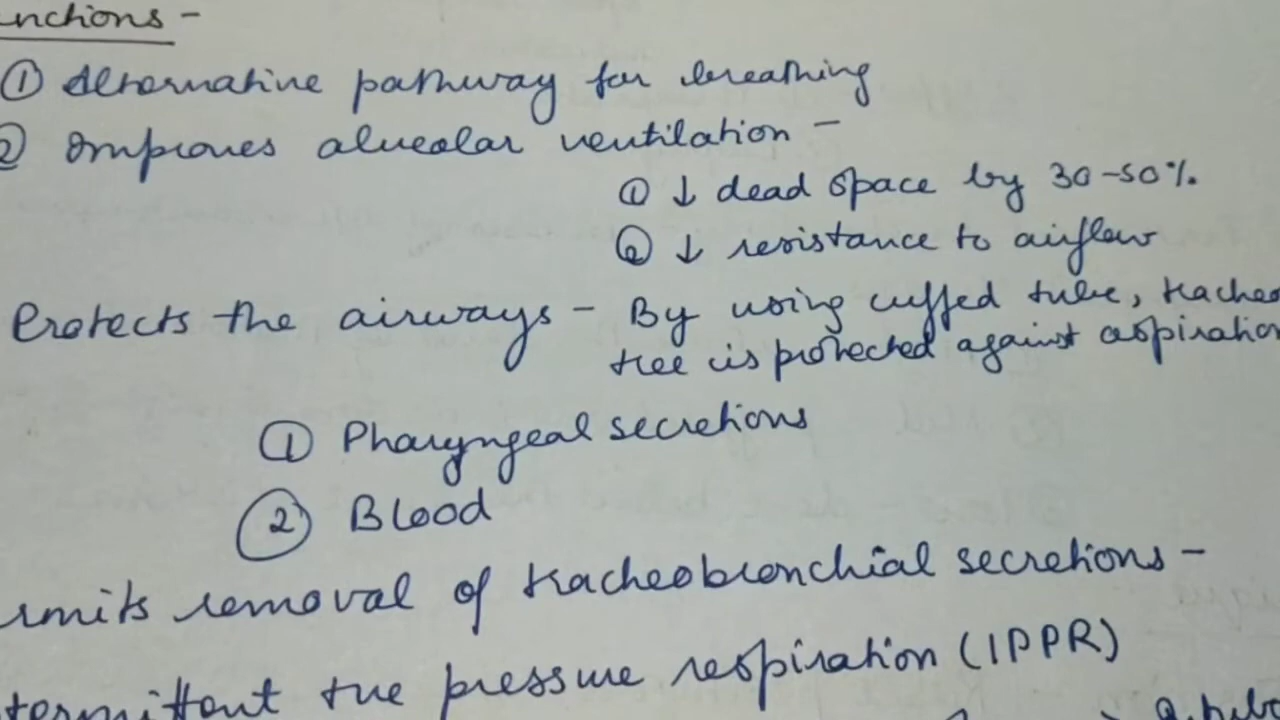 nctions -
① Alternative pathway for breathing
② Improves alveolar ventilation -
① ↓ dead space by 30-50%.
② ↓ resistance to airflow
Protects the airways - By using cuffed tube, tracheo
tree is protected against aspiration
① Pharyngeal secretions
② Blood
rmits removal of tracheobronchial secretions -
termittent +ve pressure respiration (IPPR)